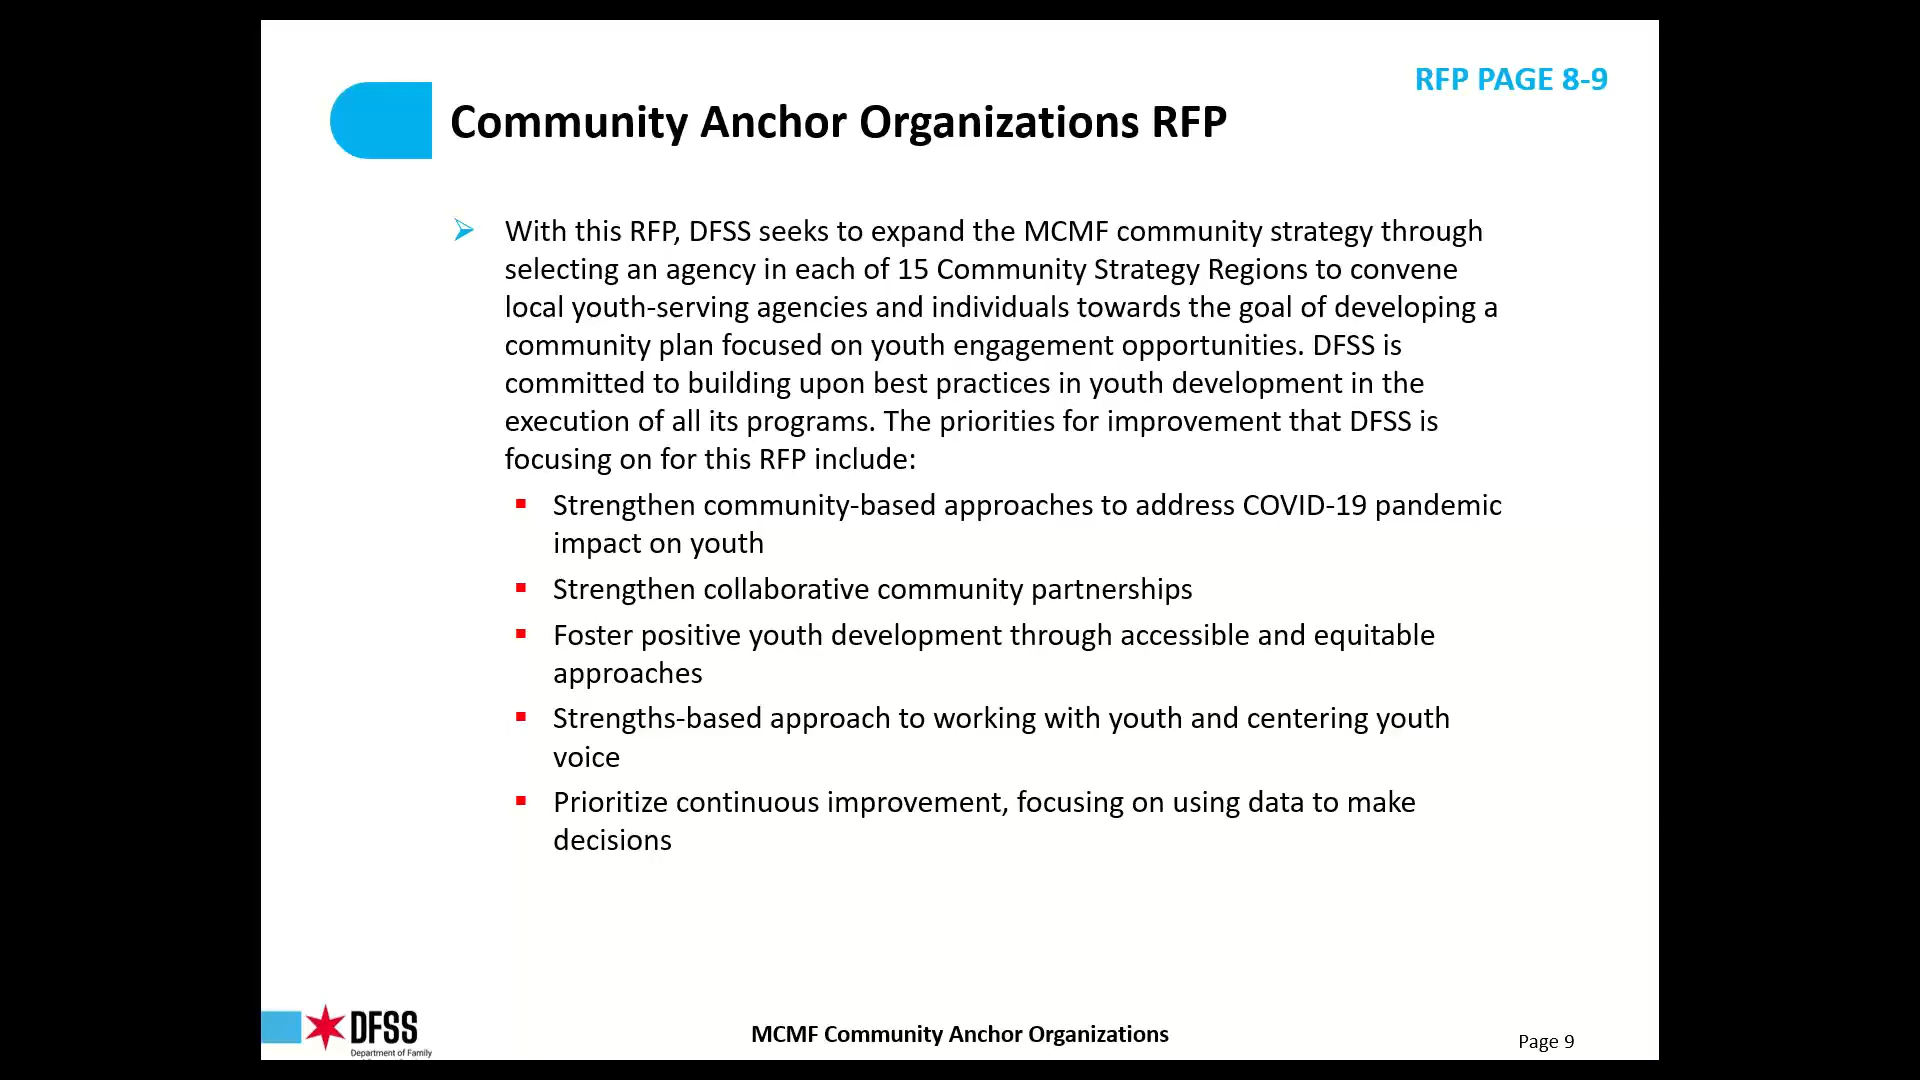 RFP PAGE 8-9
Community Anchor Organizations RFP
With this RFP, DFSS seeks to expand the MCMF community strategy through
selecting an agency in each of 15 Community Strategy Regions to convene
local youth-serving agencies and individuals towards the goal of developing a
community plan focused on youth engagement opportunities. DFSS is
committed to building upon best practices in youth development in the
execution of all its programs. The priorities for improvement that DFSS is
focusing on for this RFP include:
Strengthen community-based approaches to address COVID-19 pandemic
impact on youth
Strengthen collaborative community partnerships
Foster positive youth development through accessible and equitable
approaches
Strengths-based approach to working with youth and centering youth
voice
Prioritize continuous improvement, focusing on using data to make
decisions
DFSS
Department of Family
MCMF Community Anchor Organizations
Page 9